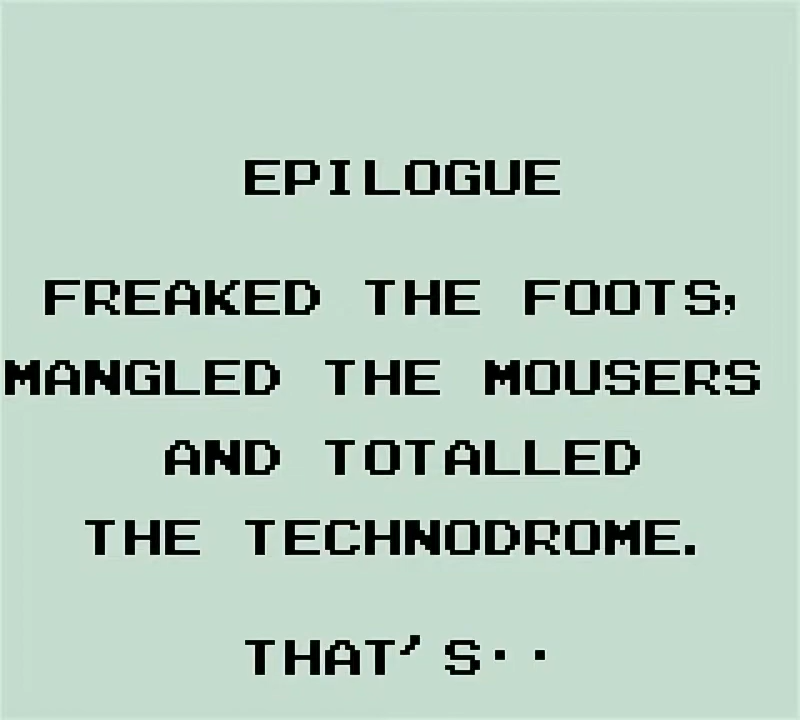 EPILOGUE
FREAKED THE FOOTS,
MANGLED THE MOUSERS
AND TOTALLED
THE TECHNODROME.
THAT'S··